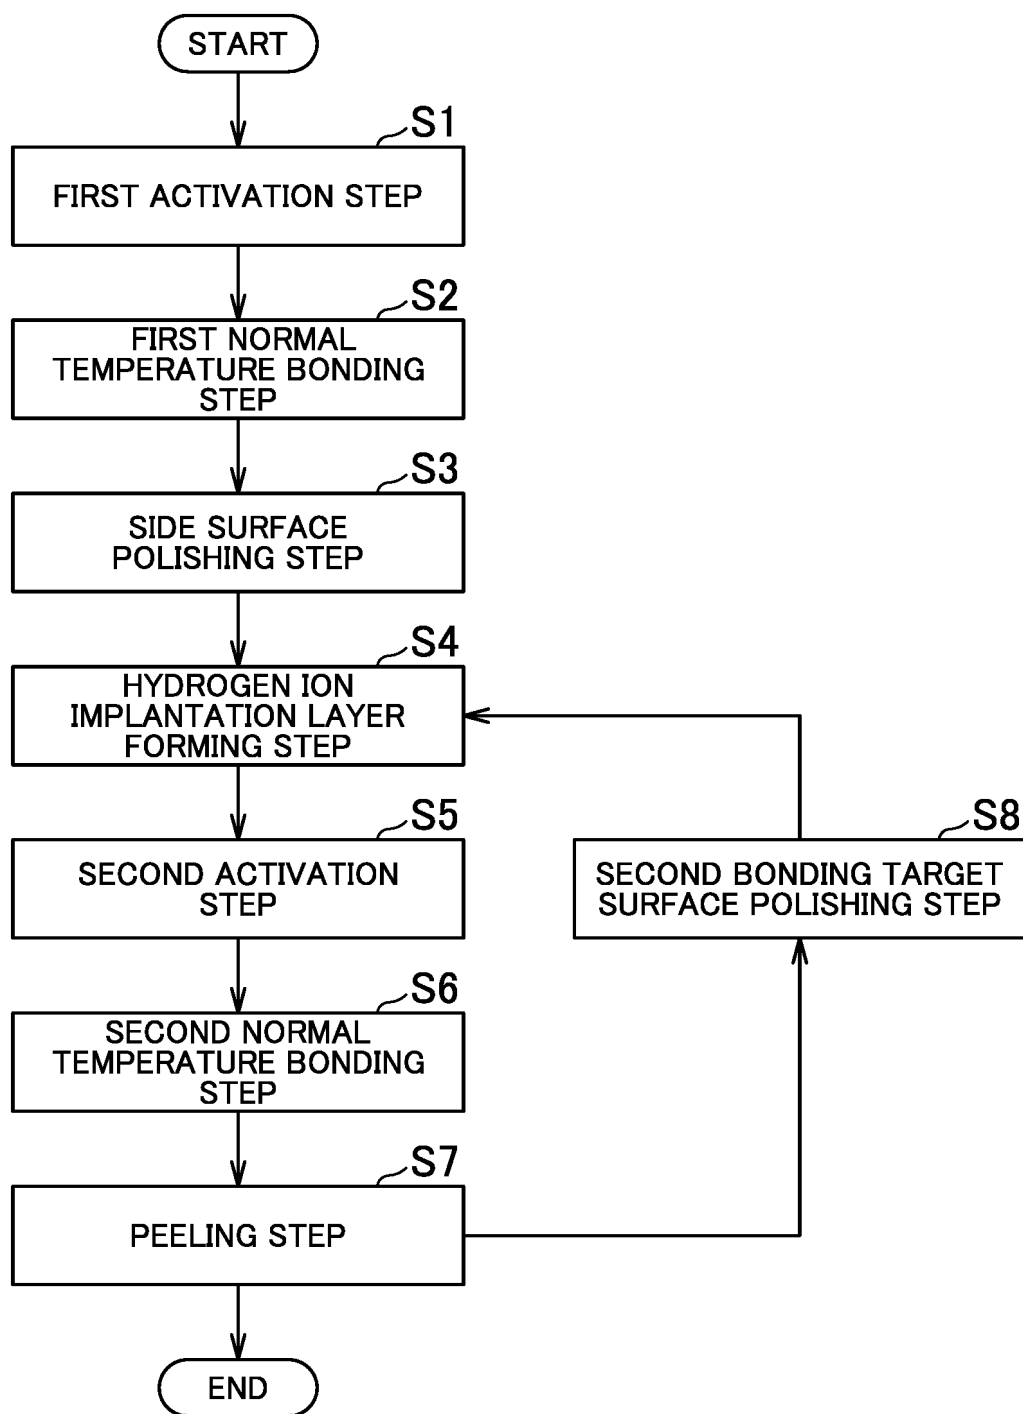 START
S1
FIRST ACTIVATION STEP
S2
FIRST NORMAL
TEMPERATURE BONDING
STEP
S3
SIDE SURFACE
POLISHING STEP
S4
HYDROGEN ION
IMPLANTATION LAYER
FORMING STEP
S5
SECOND ACTIVATION
STEP
S8
SECOND BONDING TARGET
SURFACE POLISHING STEP
S6
SECOND NORMAL
TEMPERATURE BONDING
STEP
S7
PEELING STEP
END